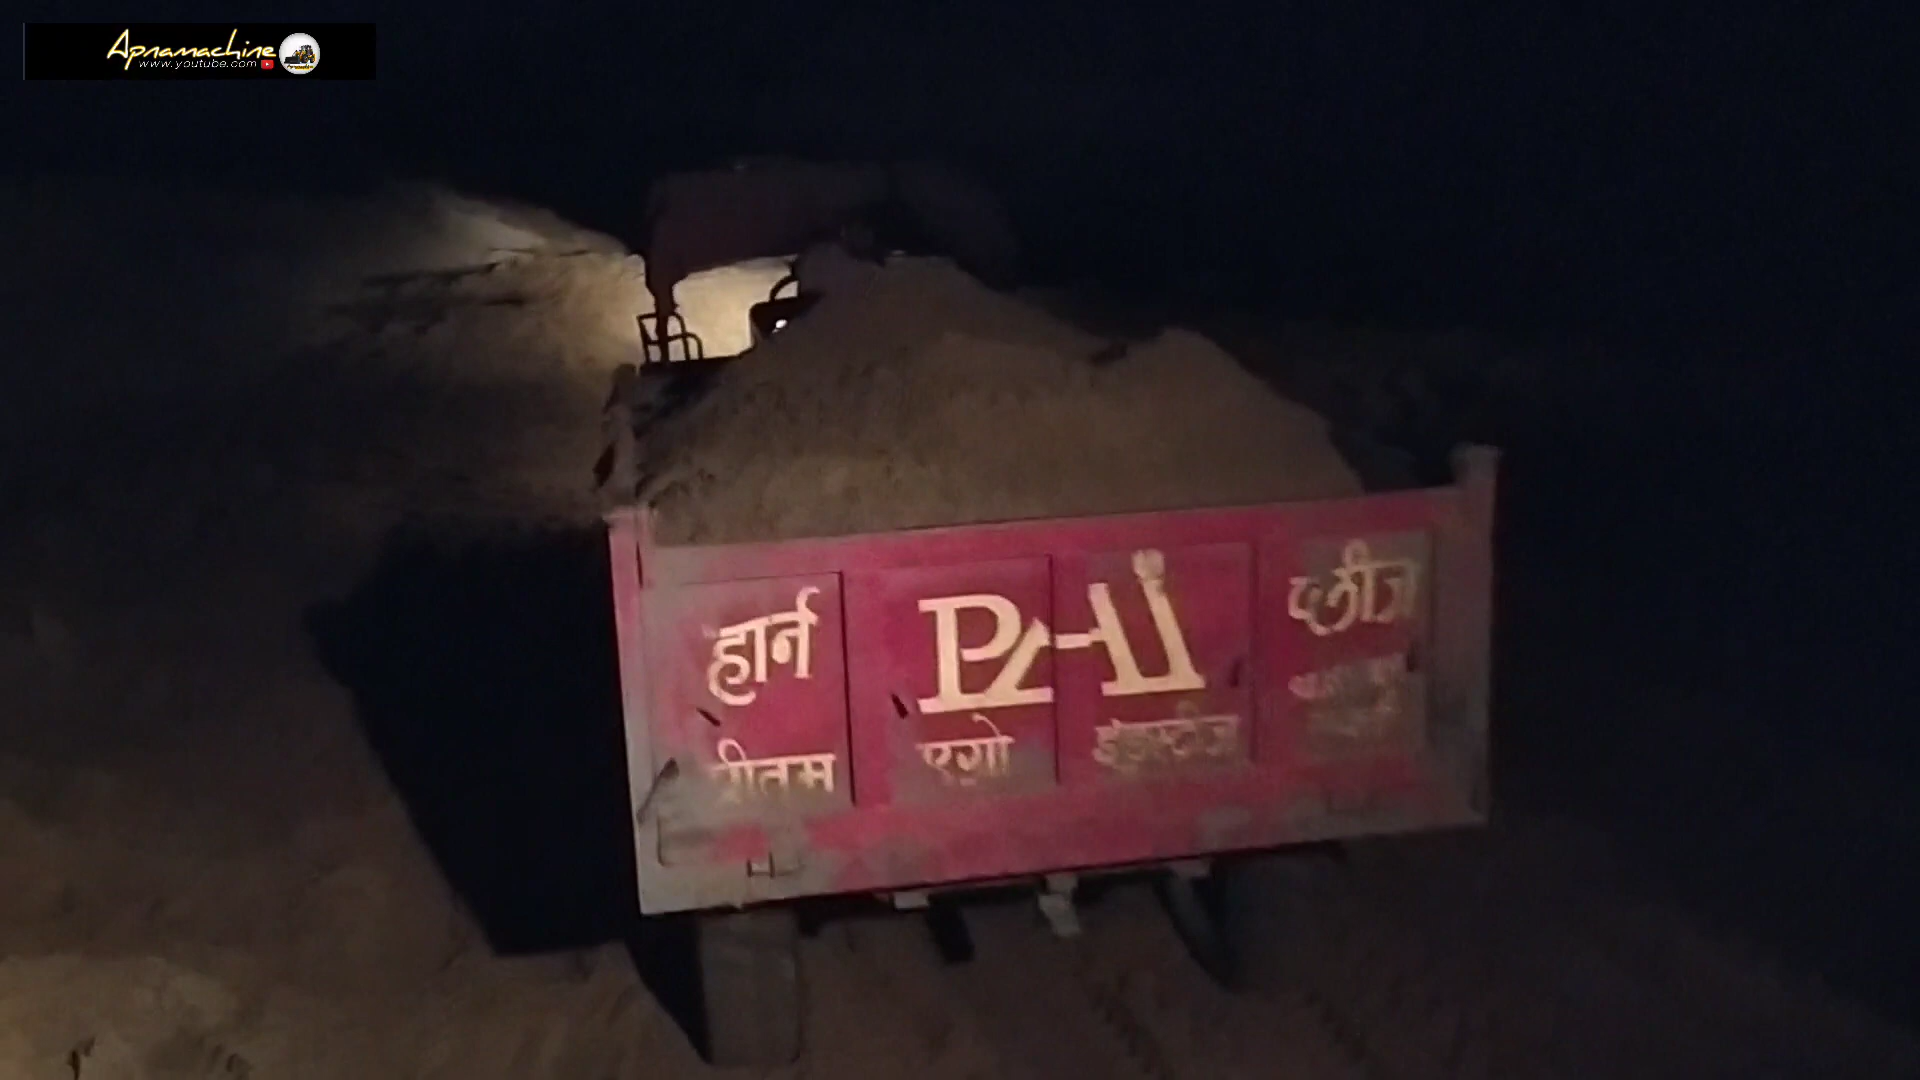 Apnamachine
www.youtube.com
हार्न PAI प्लीज
प्रीतम एग्रो इंडस्ट्रीज